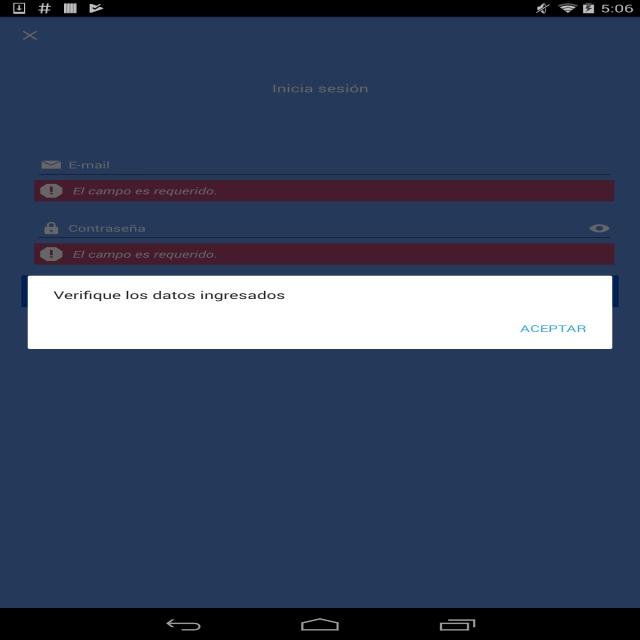 5:06
Inicia sesión
E-mail
El campo es requerido.
Contraseña
El campo es requerido.
Verifique los datos ingresados
ACEPTAR